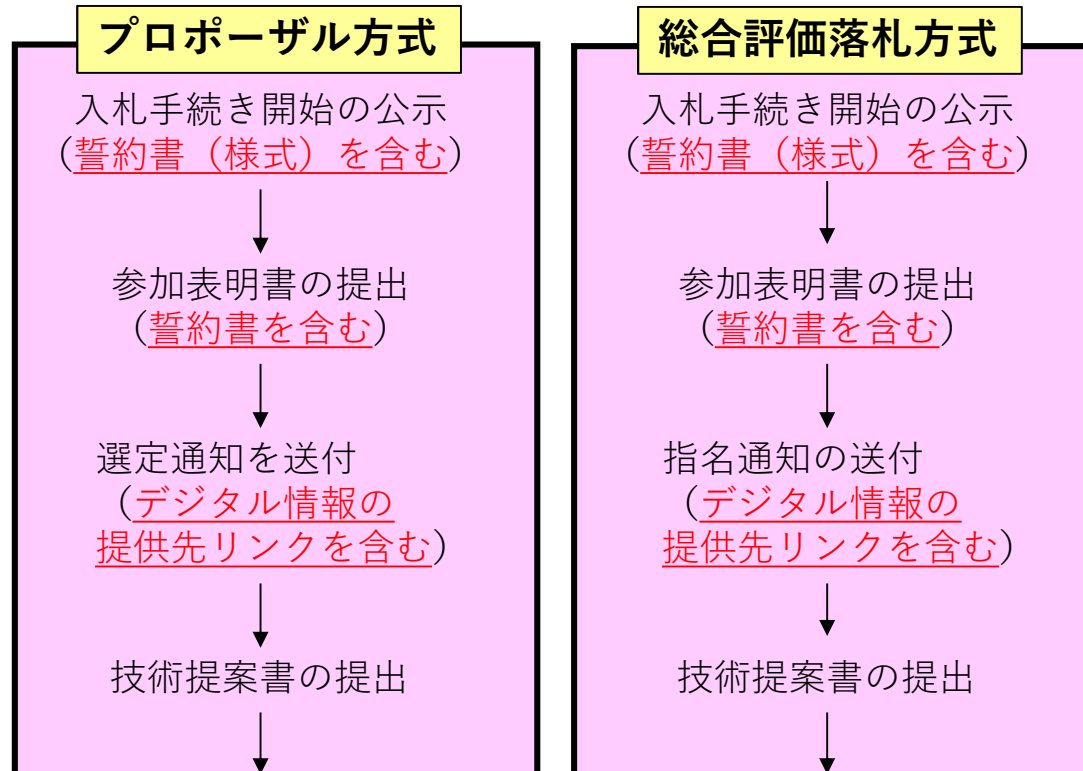 プロポーザル方式
入札手続き開始の公示
（誓約書（様式）を含む）
参加表明書の提出
（誓約書を含む）
選定通知を送付
（デジタル情報の
提供先リンクを含む）
技術提案書の提出
総合評価落札方式
入札手続き開始の公示
（誓約書（様式）を含む）
参加表明書の提出
（誓約書を含む）
指名通知の送付
（デジタル情報の
提供先リンクを含む）
技術提案書の提出